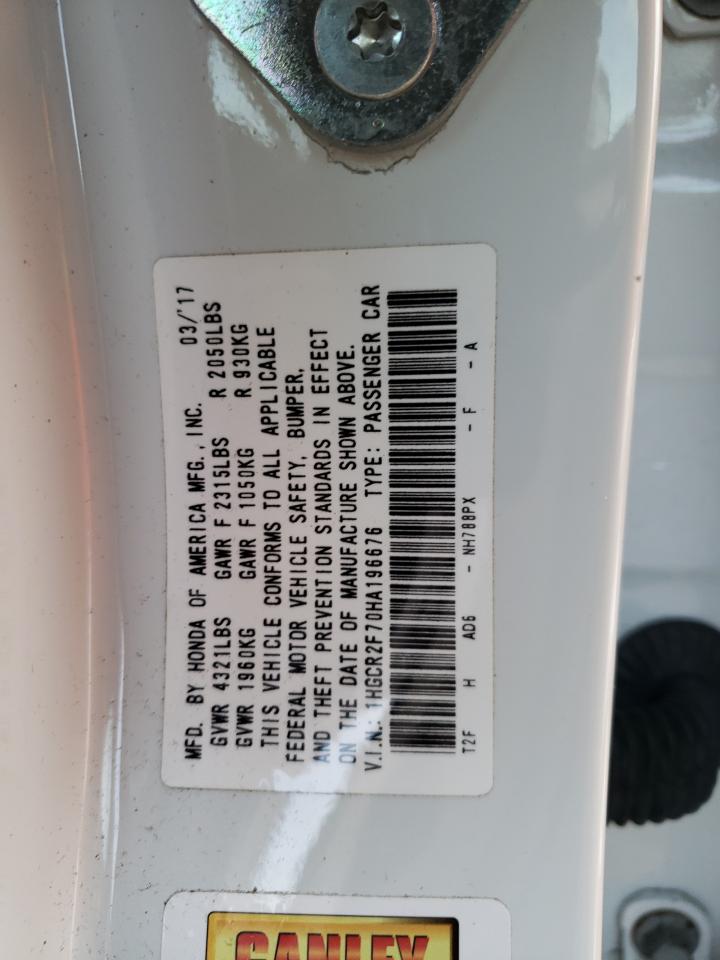 MFD. BY HONDA OF AMERICA MFG., INC. 03/'17
GVWR 4321LBS GAWR F 2315LBS R 2050LBS
GVWR 1960KG GAWR F 1050KG R 930KG
THIS VEHICLE CONFORMS TO ALL APPLICABLE
FEDERAL MOTOR VEHICLE SAFETY, BUMPER,
AND THEFT PREVENTION STANDARDS IN EFFECT
ON THE DATE OF MANUFACTURE SHOWN ABOVE.
V.I.N.: 1HGCR2F70HA196676 TYPE: PASSENGER CAR
T2F H AD6 - NH788PX - F - A
GANLEY